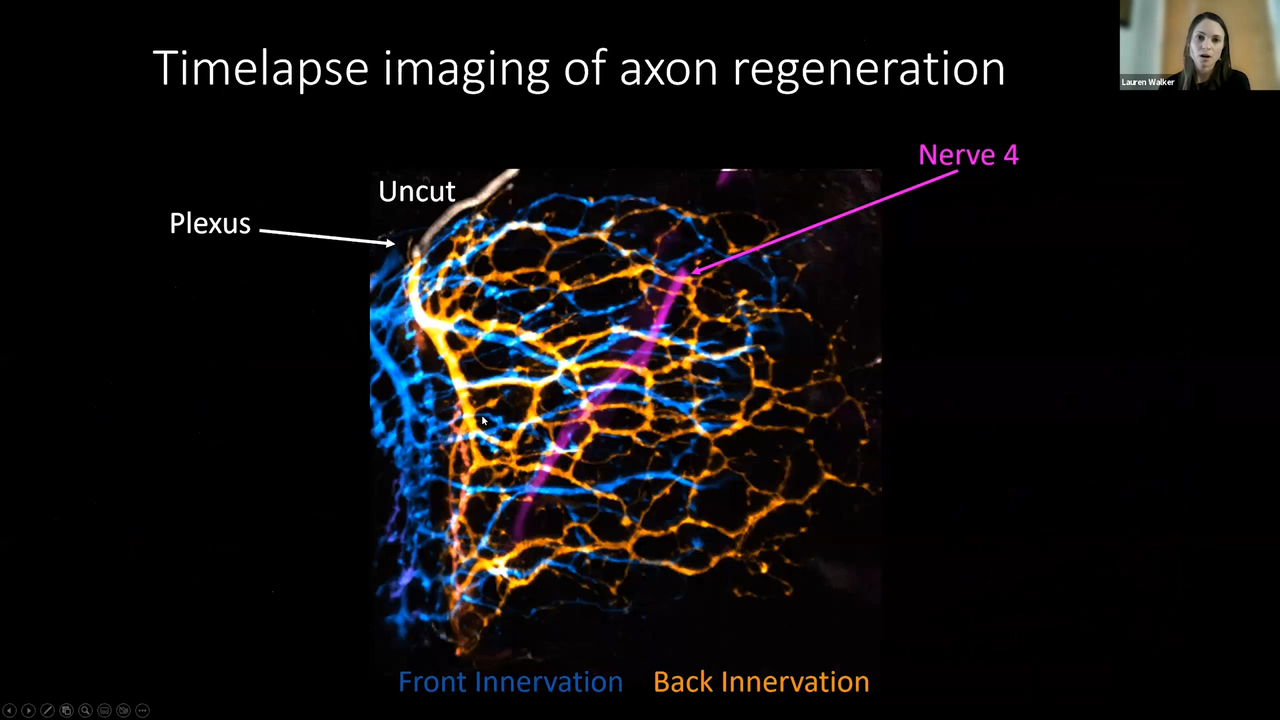 Timelapse imaging of axon regeneration
Lauren Walker
Nerve 4
Uncut
Plexus
Front Innervation Back Innervation